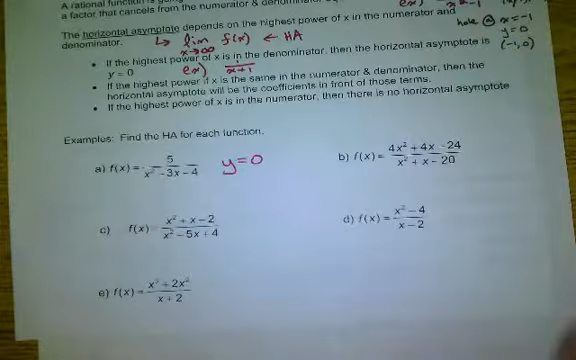 A rational function is
a factor that cancels from the numerator & denominator. ex) x-1
The horizontal asymptote depends on the highest power of x in the numerator and hole @ x=-1
denominator. ↳ lim x→∞ f(x) ← HA y=0
• If the highest power of x is in the denominator, then the horizontal asymptote is (-1,0)
y = 0 ex) x+1
• If the highest power of x is the same in the numerator & denominator, then the
horizontal asymptote will be the coefficients in front of those terms.
• If the highest power of x is in the numerator, then there is no horizontal asymptote
Examples: Find the HA for each function.
a) f(x) = 5 / x² - 3x - 4 y=0 b) f(x) = 4x² + 4x - 24 / x² + x - 20
c) f(x) = x² + x - 2 / x² - 5x + 4 d) f(x) = x² - 4 / x - 2
e) f(x) = + 2x² / x + 2